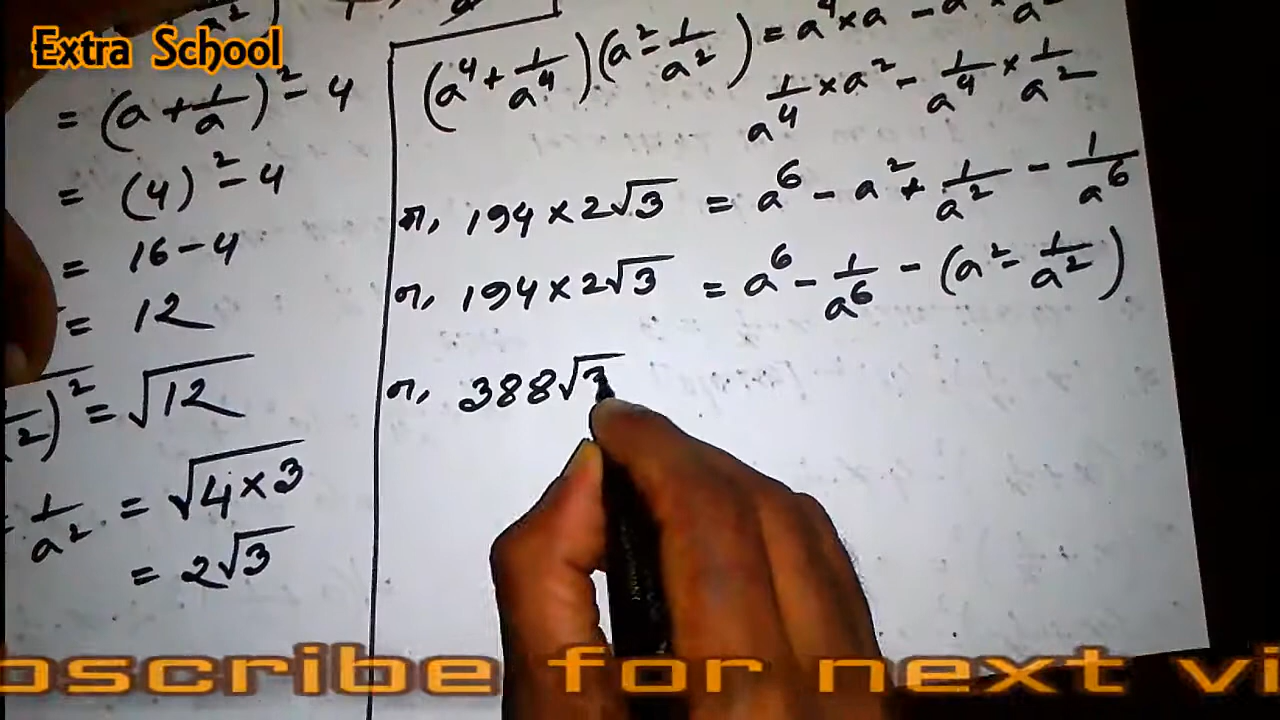 Extra School
= (a + 1/a)² - 4
= (4)² - 4
= 16 - 4
= 12
)² = √12
1/a² = √4×3
= 2√3
(a⁴ + 1/a⁴)(a² - 1/a²) = a⁴×a -
1/a⁴ × a² - 1/a⁴ × 1/a²
বা, 194 × 2√3 = a⁶ - a² + 1/a² - 1/a⁶
বা, 194 × 2√3 = a⁶ - 1/a⁶ - (a² - 1/a²)
বা, 388√3
bscribe for next vi